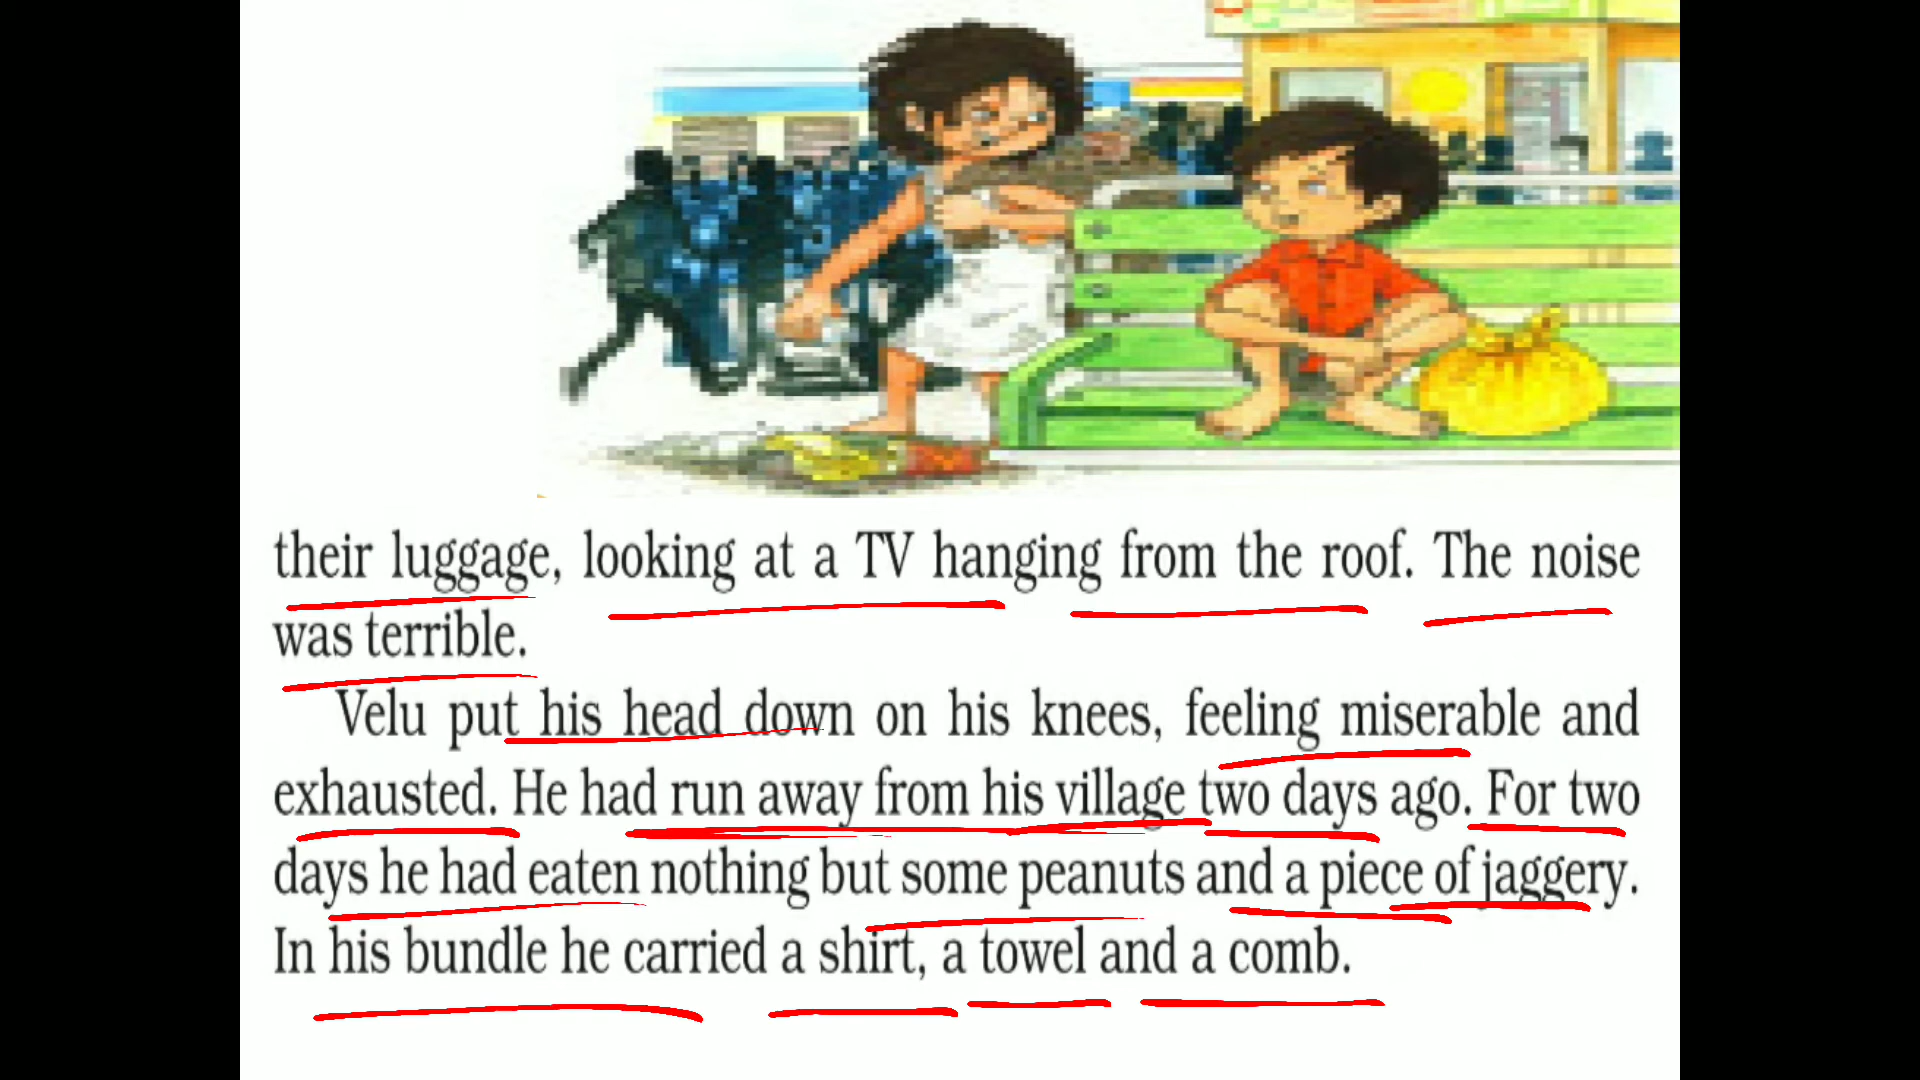 their luggage, looking at a TV hanging from the roof. The noise
was terrible.
Velu put his head down on his knees, feeling miserable and
exhausted. He had run away from his village two days ago. For two
days he had eaten nothing but some peanuts and a piece of jaggery.
In his bundle he carried a shirt, a towel and a comb.